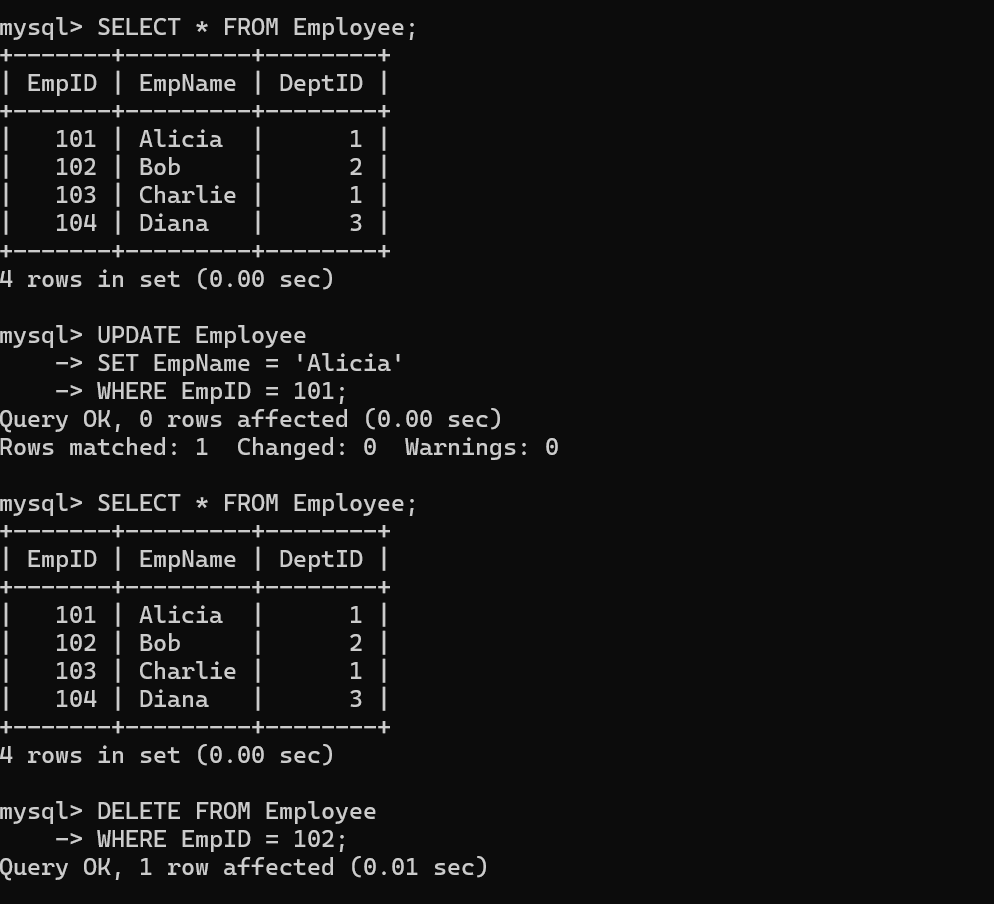 mysql> SELECT * FROM Employee;
+-------+---------+--------+
| EmpID | EmpName | DeptID |
+-------+---------+--------+
|   101 | Alicia  |      1 |
|   102 | Bob     |      2 |
|   103 | Charlie |      1 |
|   104 | Diana   |      3 |
+-------+---------+--------+
4 rows in set (0.00 sec)

mysql> UPDATE Employee
    -> SET EmpName = 'Alicia'
    -> WHERE EmpID = 101;
Query OK, 0 rows affected (0.00 sec)
Rows matched: 1  Changed: 0  Warnings: 0

mysql> SELECT * FROM Employee;
+-------+---------+--------+
| EmpID | EmpName | DeptID |
+-------+---------+--------+
|   101 | Alicia  |      1 |
|   102 | Bob     |      2 |
|   103 | Charlie |      1 |
|   104 | Diana   |      3 |
+-------+---------+--------+
4 rows in set (0.00 sec)

mysql> DELETE FROM Employee
    -> WHERE EmpID = 102;
Query OK, 1 row affected (0.01 sec)